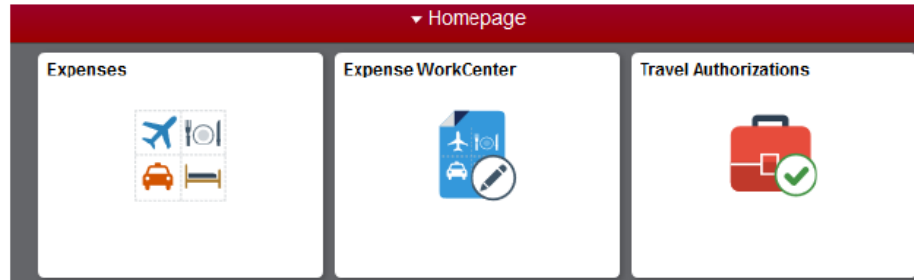 Homepage
Expenses
Expense WorkCenter
Travel Authorizations